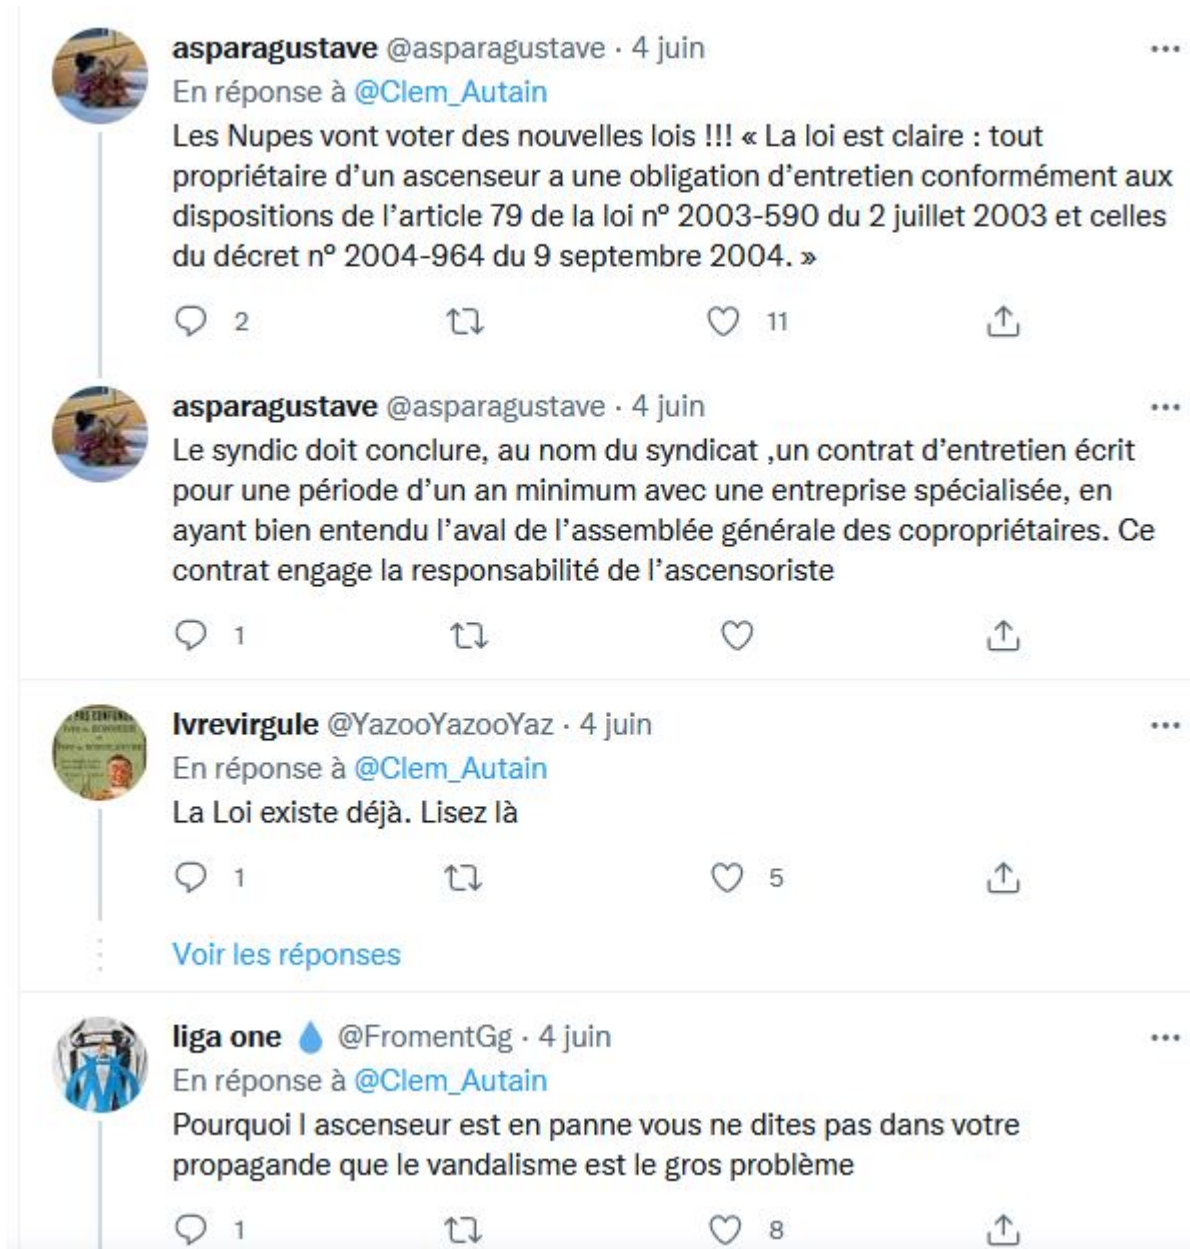 asparagustave @asparagustave · 4 juin
En réponse à @Clem_Autain
Les Nupes vont voter des nouvelles lois !!! « La loi est claire : tout
propriétaire d’un ascenseur a une obligation d’entretien conformément aux
dispositions de l’article 79 de la loi nº 2003-590 du 2 juillet 2003 et celles
du décret nº 2004-964 du 9 septembre 2004. »
2 11
asparagustave @asparagustave · 4 juin
Le syndic doit conclure, au nom du syndicat ,un contrat d’entretien écrit
pour une période d’un an minimum avec une entreprise spécialisée, en
ayant bien entendu l’aval de l’assemblée générale des copropriétaires. Ce
contrat engage la responsabilité de l’ascensoriste
1
Ivrevirgule @YazooYazooYaz · 4 juin
En réponse à @Clem_Autain
La Loi existe déjà. Lisez là
1 5
Voir les réponses
liga one 💧 @FromentGg · 4 juin
En réponse à @Clem_Autain
Pourquoi l ascenseur est en panne vous ne dites pas dans votre
propagande que le vandalisme est le gros problème
1 8